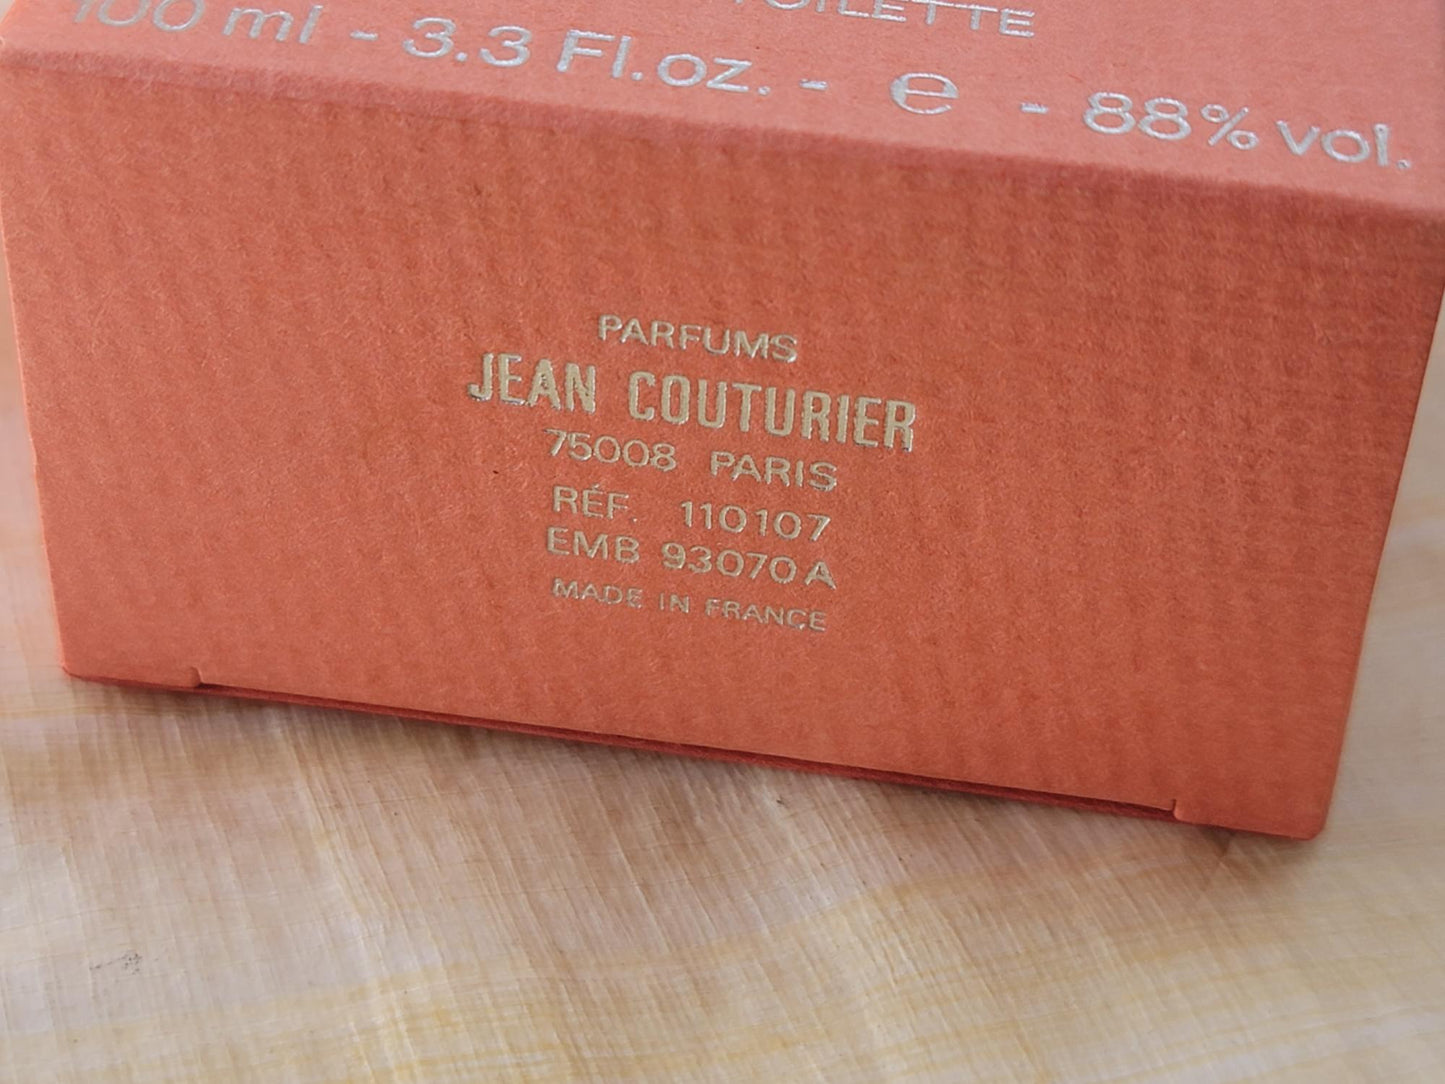 TOILETTE
100 ml - 3.3 Fl.oz. - ℮ - 88% vol.
PARFUMS
JEAN COUTURIER
75008 PARIS
RÉF. 110107
EMB 93070 A
MADE IN FRANCE